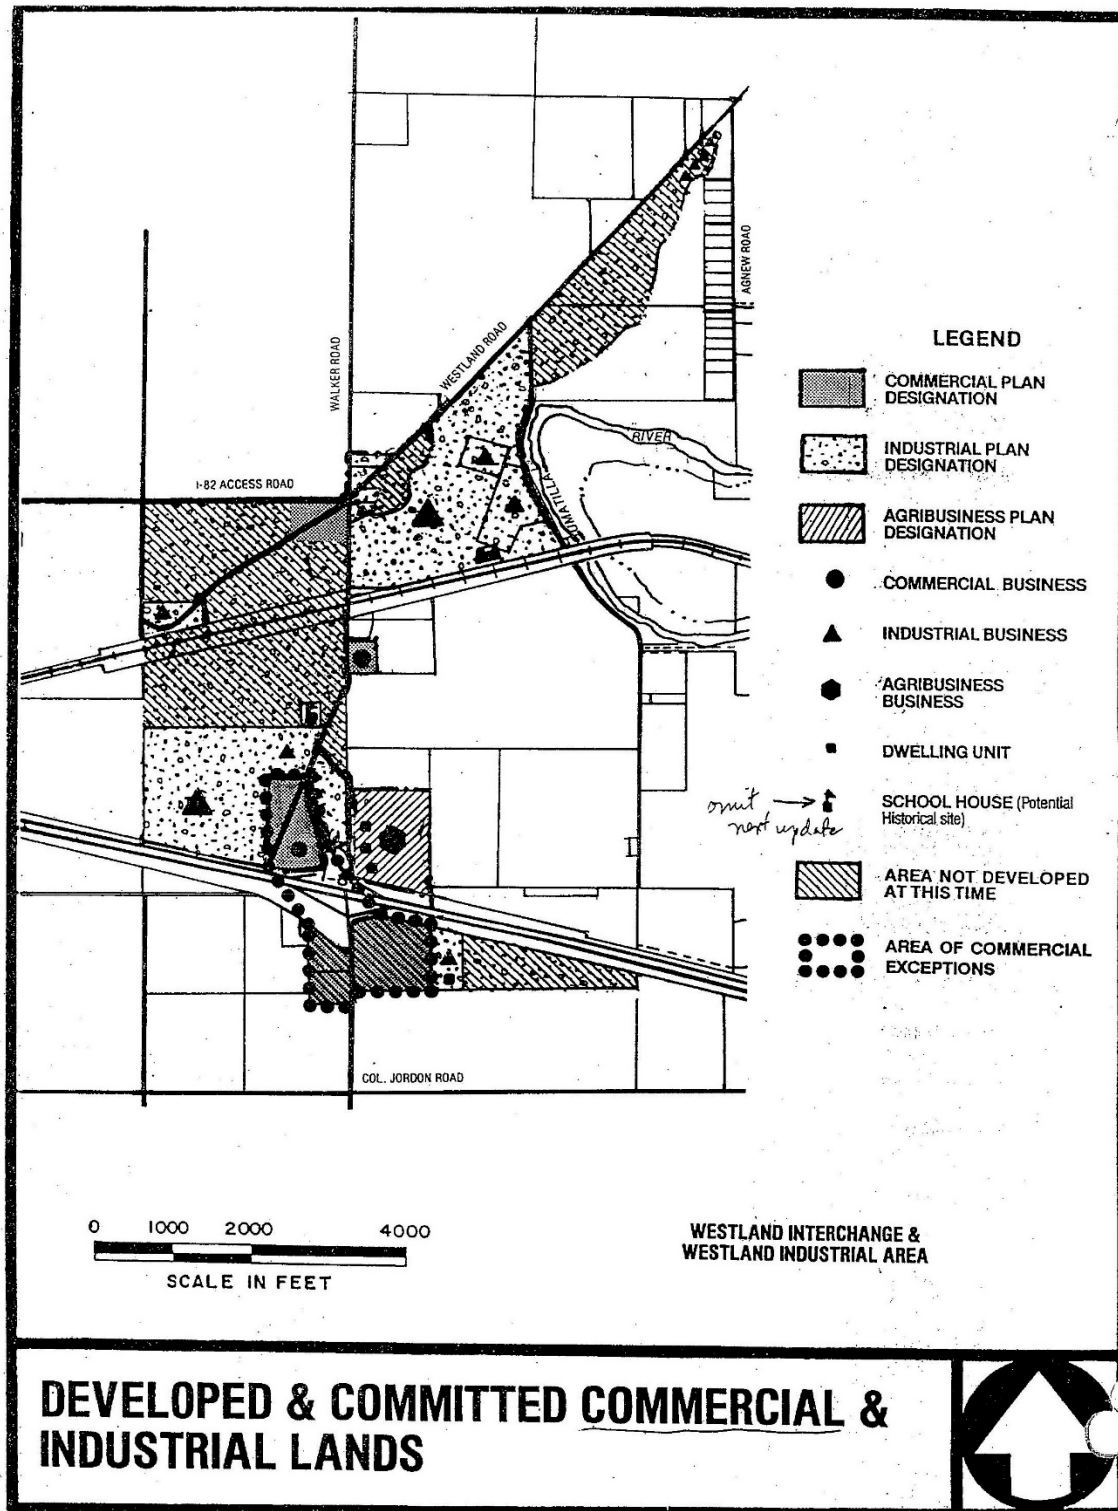 WALKER ROAD
WESTLAND ROAD
AGNEW ROAD
I-82 ACCESS ROAD
RIVER
UMATILLA
COL. JORDON ROAD
LEGEND
COMMERCIAL PLAN
DESIGNATION
INDUSTRIAL PLAN
DESIGNATION
AGRIBUSINESS PLAN
DESIGNATION
COMMERCIAL BUSINESS
INDUSTRIAL BUSINESS
AGRIBUSINESS
BUSINESS
DWELLING UNIT
omit
next update
SCHOOL HOUSE (Potential
Historical site)
AREA NOT DEVELOPED
AT THIS TIME
AREA OF COMMERCIAL
EXCEPTIONS
0 1000 2000 4000
SCALE IN FEET
WESTLAND INTERCHANGE &
WESTLAND INDUSTRIAL AREA
DEVELOPED & COMMITTED COMMERCIAL &
INDUSTRIAL LANDS